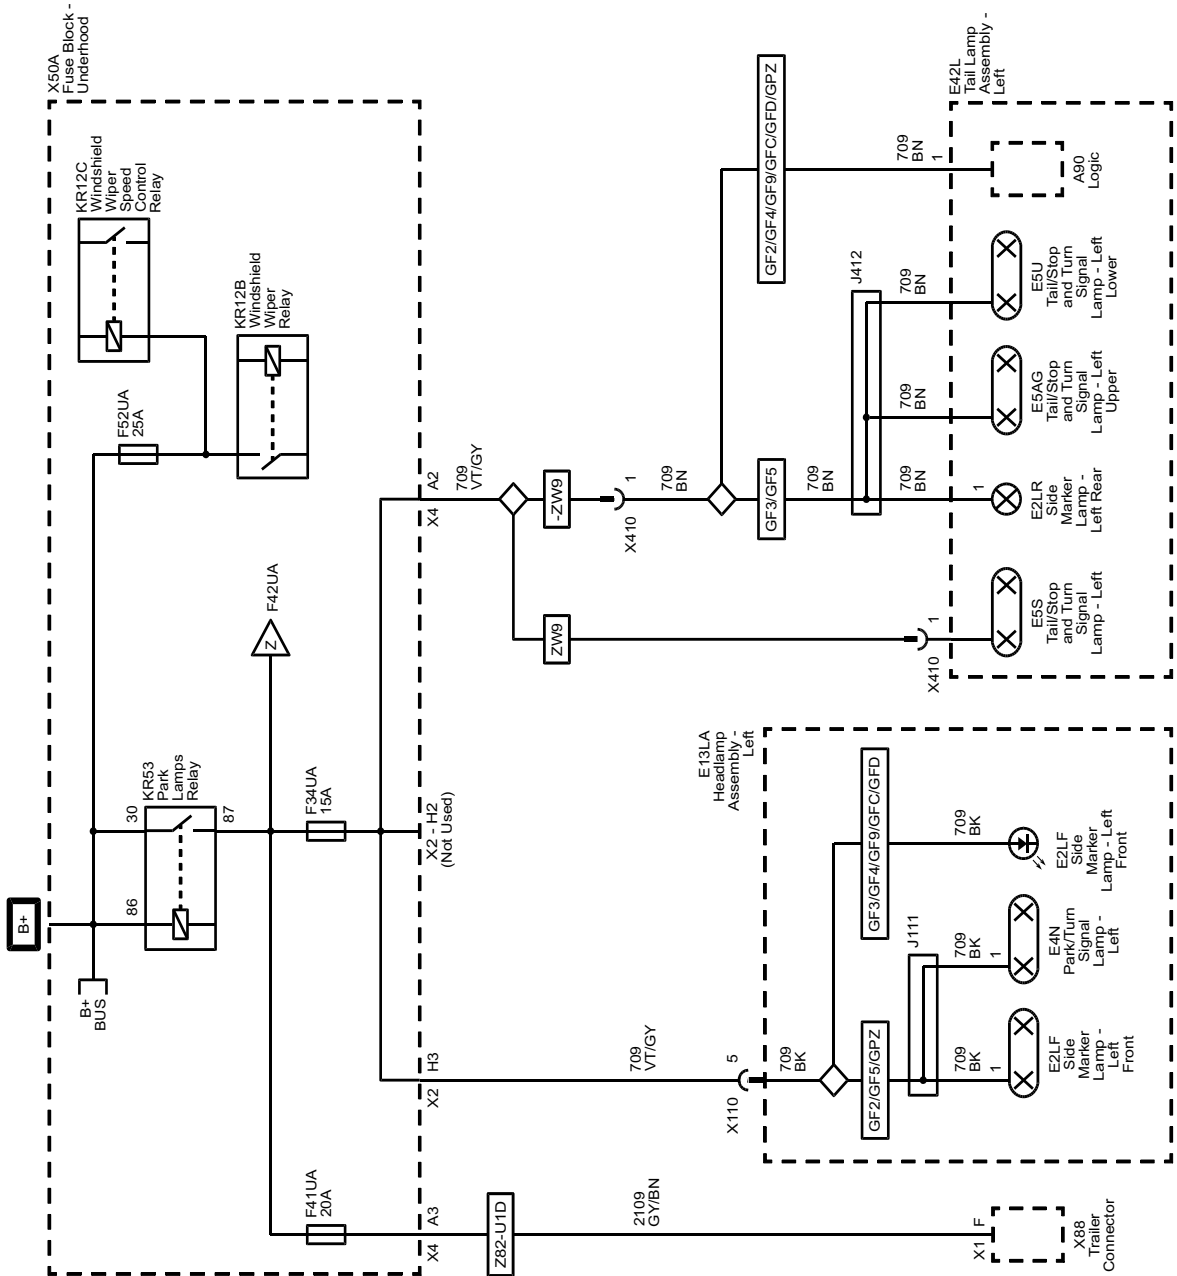 X50A
Fuse Block -
Underhood
KR12C
Windshield
Wiper
Speed
Control
Relay
KR12B
Windshield
Wiper
Relay
F52UA
25A
F42UA
Z
B+
B+
BUS
KR53
Park
Lamps
Relay
30
87
86
F34UA
15A
F41UA
20A
X4 A2
X2 - H2
(Not Used)
X2 H3
X4 A3
709
VT/GY
-ZW9
ZW9
X410 1
709
BN
GF3/GF5
GF2/GF4/GF9/GFC/GFD/GPZ
709
BN
J412
709
BN
709
BN
709
BN
709
BN
1
1
X410 1
E42L
Tail Lamp
Assembly -
Left
A90
Logic
E5U
Tail/Stop
and Turn
Signal
Lamp - Left
Lower
E5AG
Tail/Stop
and Turn
Signal
Lamp - Left
Upper
E2LR
Side
Marker
Lamp -
Left Rear
E5S
Tail/Stop
and Turn
Signal
Lamp - Left
E13LA
Headlamp
Assembly -
Left
709
VT/GY
X110 5
709
BK
GF3/GF4/GF9/GFC/GFD
GF2/GF5/GPZ
J111
709
BK
709
BK
1
709
BK
1
E2LF
Side
Marker
Lamp - Left
Front
E4N
Park/Turn
Signal
Lamp -
Left
E2LF
Side
Marker
Lamp -
Left
Front
Z82-U1D
2109
GY/BN
X1 F
X88
Trailer
Connector